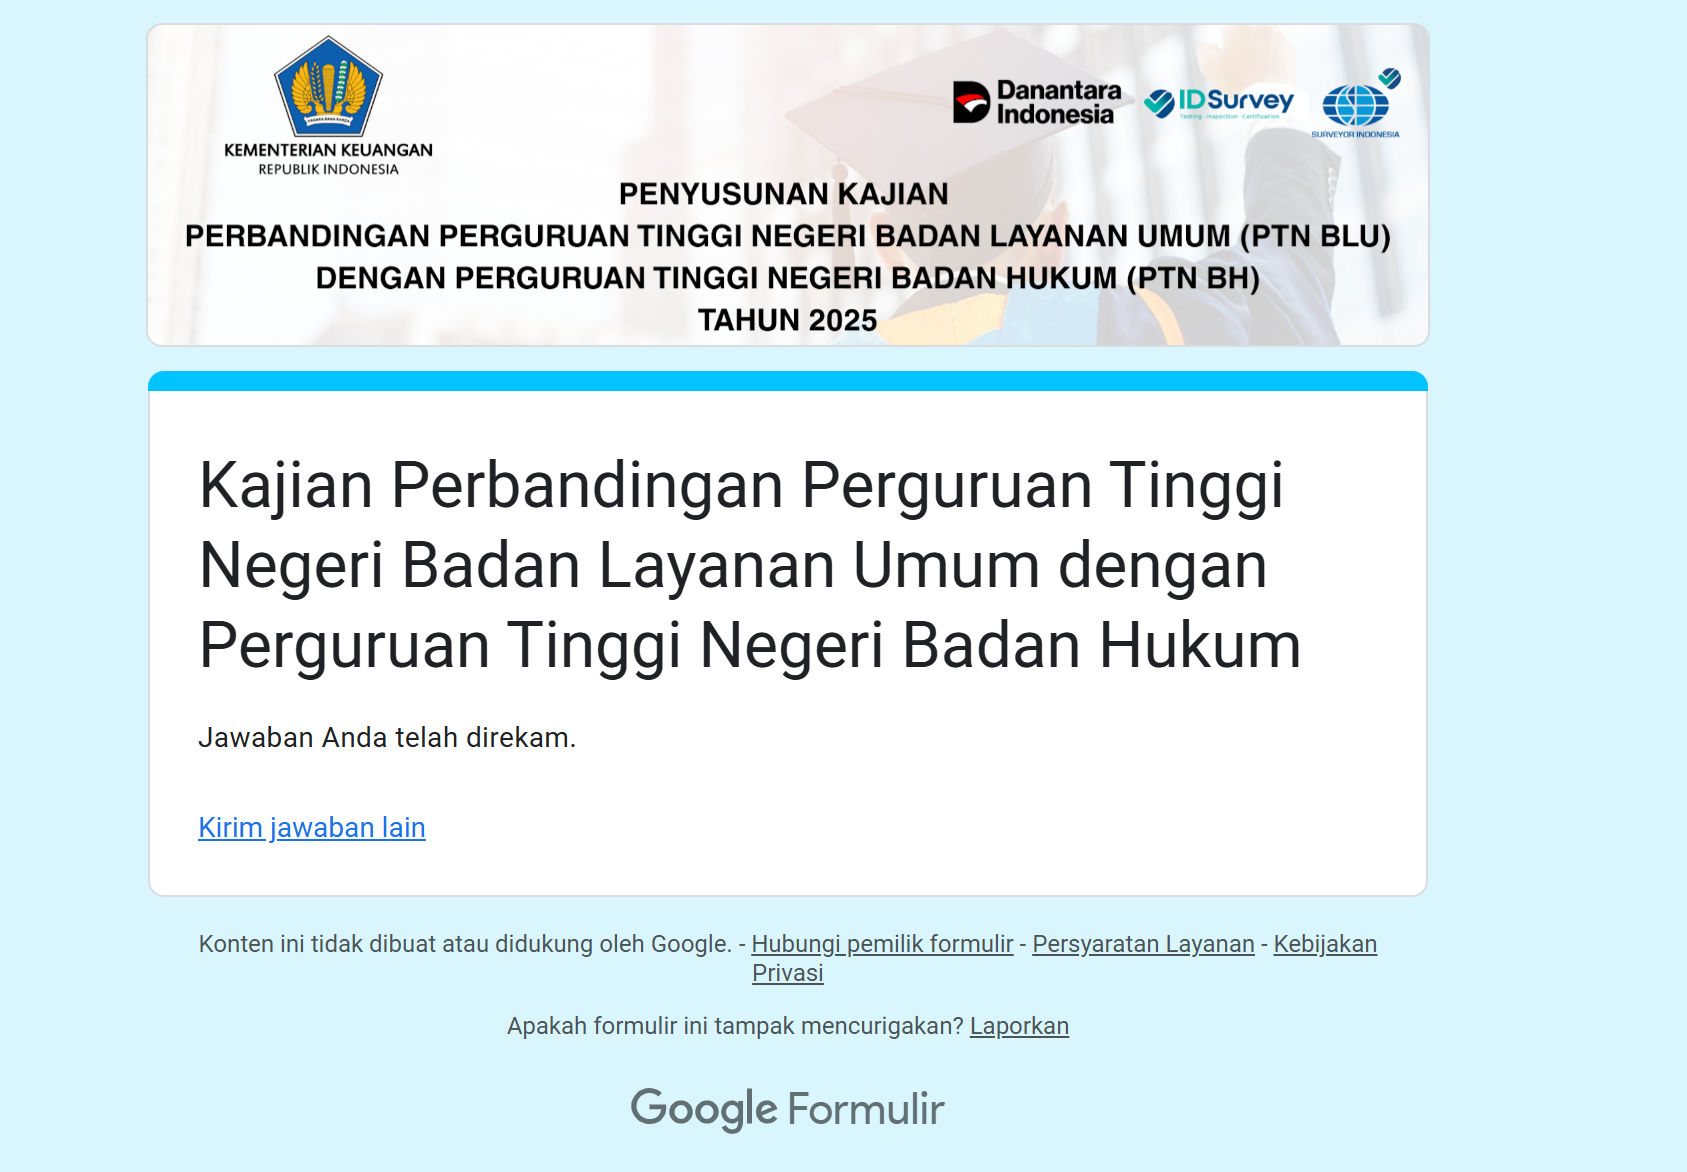 KEMENTERIAN KEUANGAN
REPUBLIK INDONESIA
Danantara
Indonesia
IDSurvey
Testing · Inspection · Certification
SURVEYOR INDONESIA
PENYUSUNAN KAJIAN
PERBANDINGAN PERGURUAN TINGGI NEGERI BADAN LAYANAN UMUM (PTN BLU)
DENGAN PERGURUAN TINGGI NEGERI BADAN HUKUM (PTN BH)
TAHUN 2025
Kajian Perbandingan Perguruan Tinggi
Negeri Badan Layanan Umum dengan
Perguruan Tinggi Negeri Badan Hukum
Jawaban Anda telah direkam.
Kirim jawaban lain
Konten ini tidak dibuat atau didukung oleh Google. - Hubungi pemilik formulir - Persyaratan Layanan - Kebijakan
Privasi
Apakah formulir ini tampak mencurigakan? Laporkan
Google Formulir